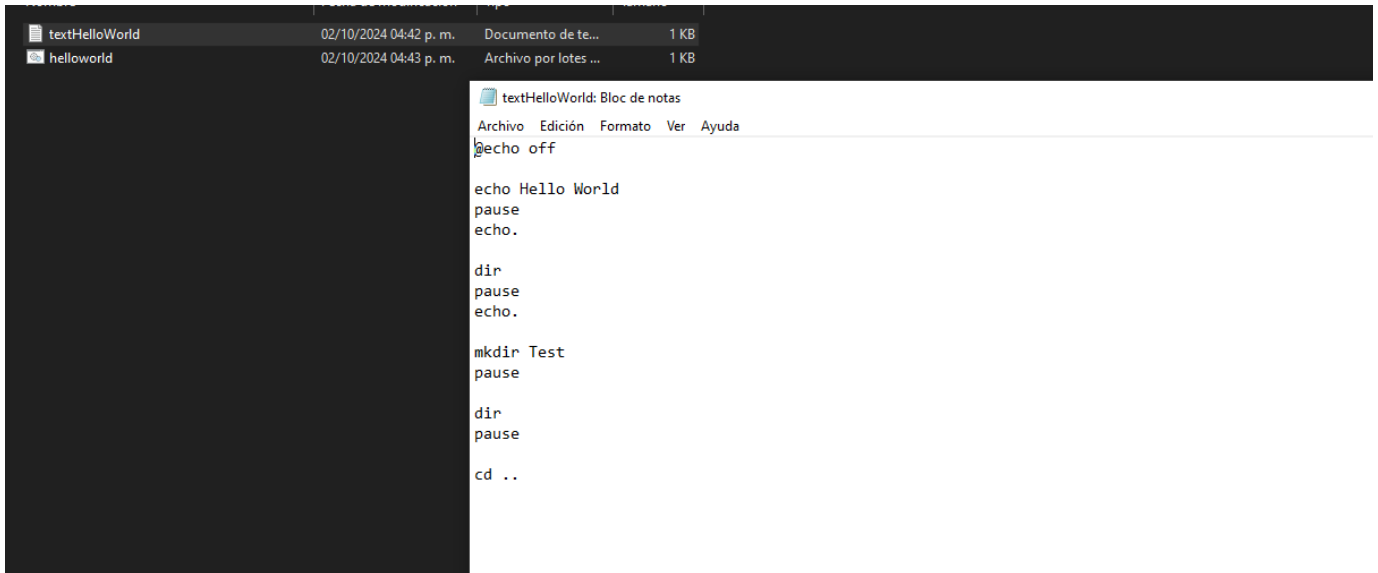 textHelloWorld 02/10/2024 04:42 p. m. Documento de te... 1 KB
helloworld 02/10/2024 04:43 p. m. Archivo por lotes ... 1 KB
textHelloWorld: Bloc de notas
Archivo Edición Formato Ver Ayuda
@echo off
echo Hello World
pause
echo.
dir
pause
echo.
mkdir Test
pause
dir
pause
cd ..